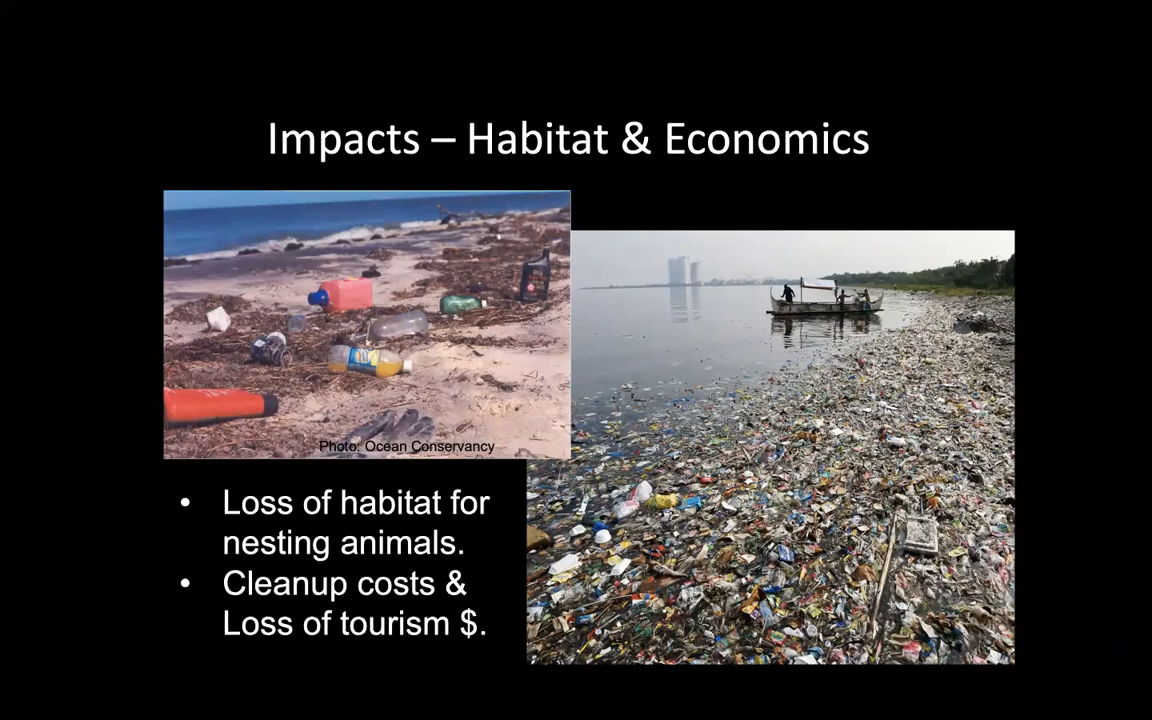 Impacts – Habitat & Economics
Photo: Ocean Conservancy
• Loss of habitat for
nesting animals.
• Cleanup costs &
Loss of tourism $.